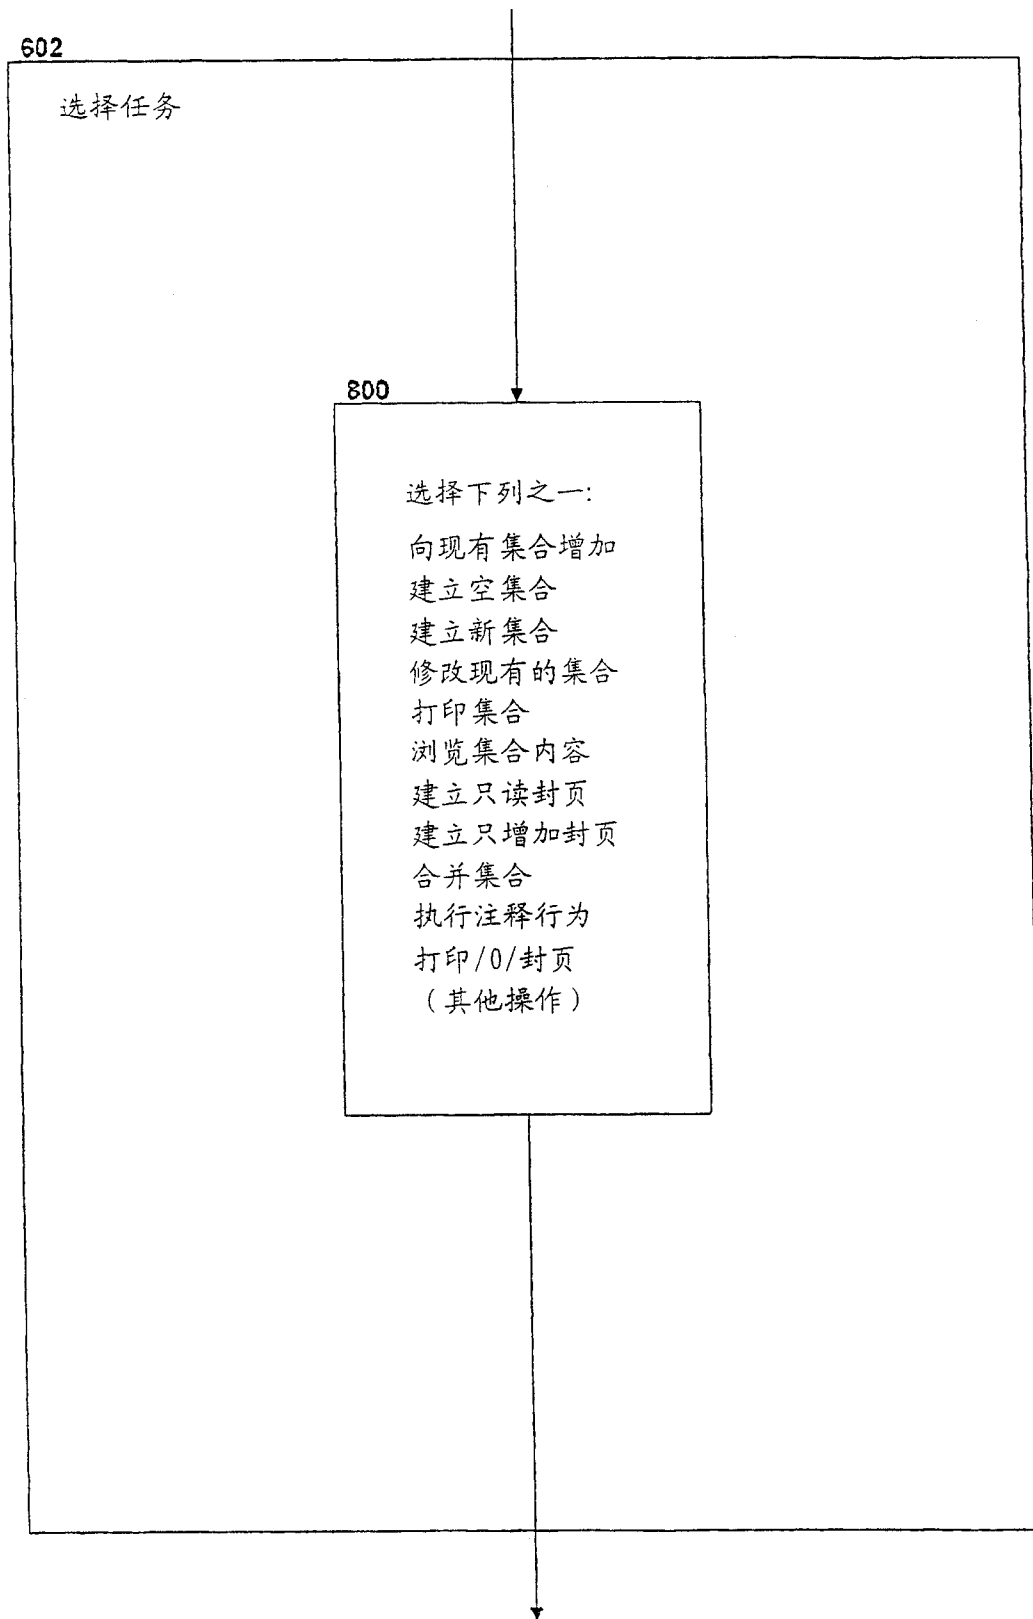 602
选择任务
800
选择下列之一:
向现有集合增加
建立空集合
建立新集合
修改现有的集合
打印集合
浏览集合内容
建立只读封页
建立只增加封页
合并集合
执行注释行为
打印/0/封页
（其他操作）